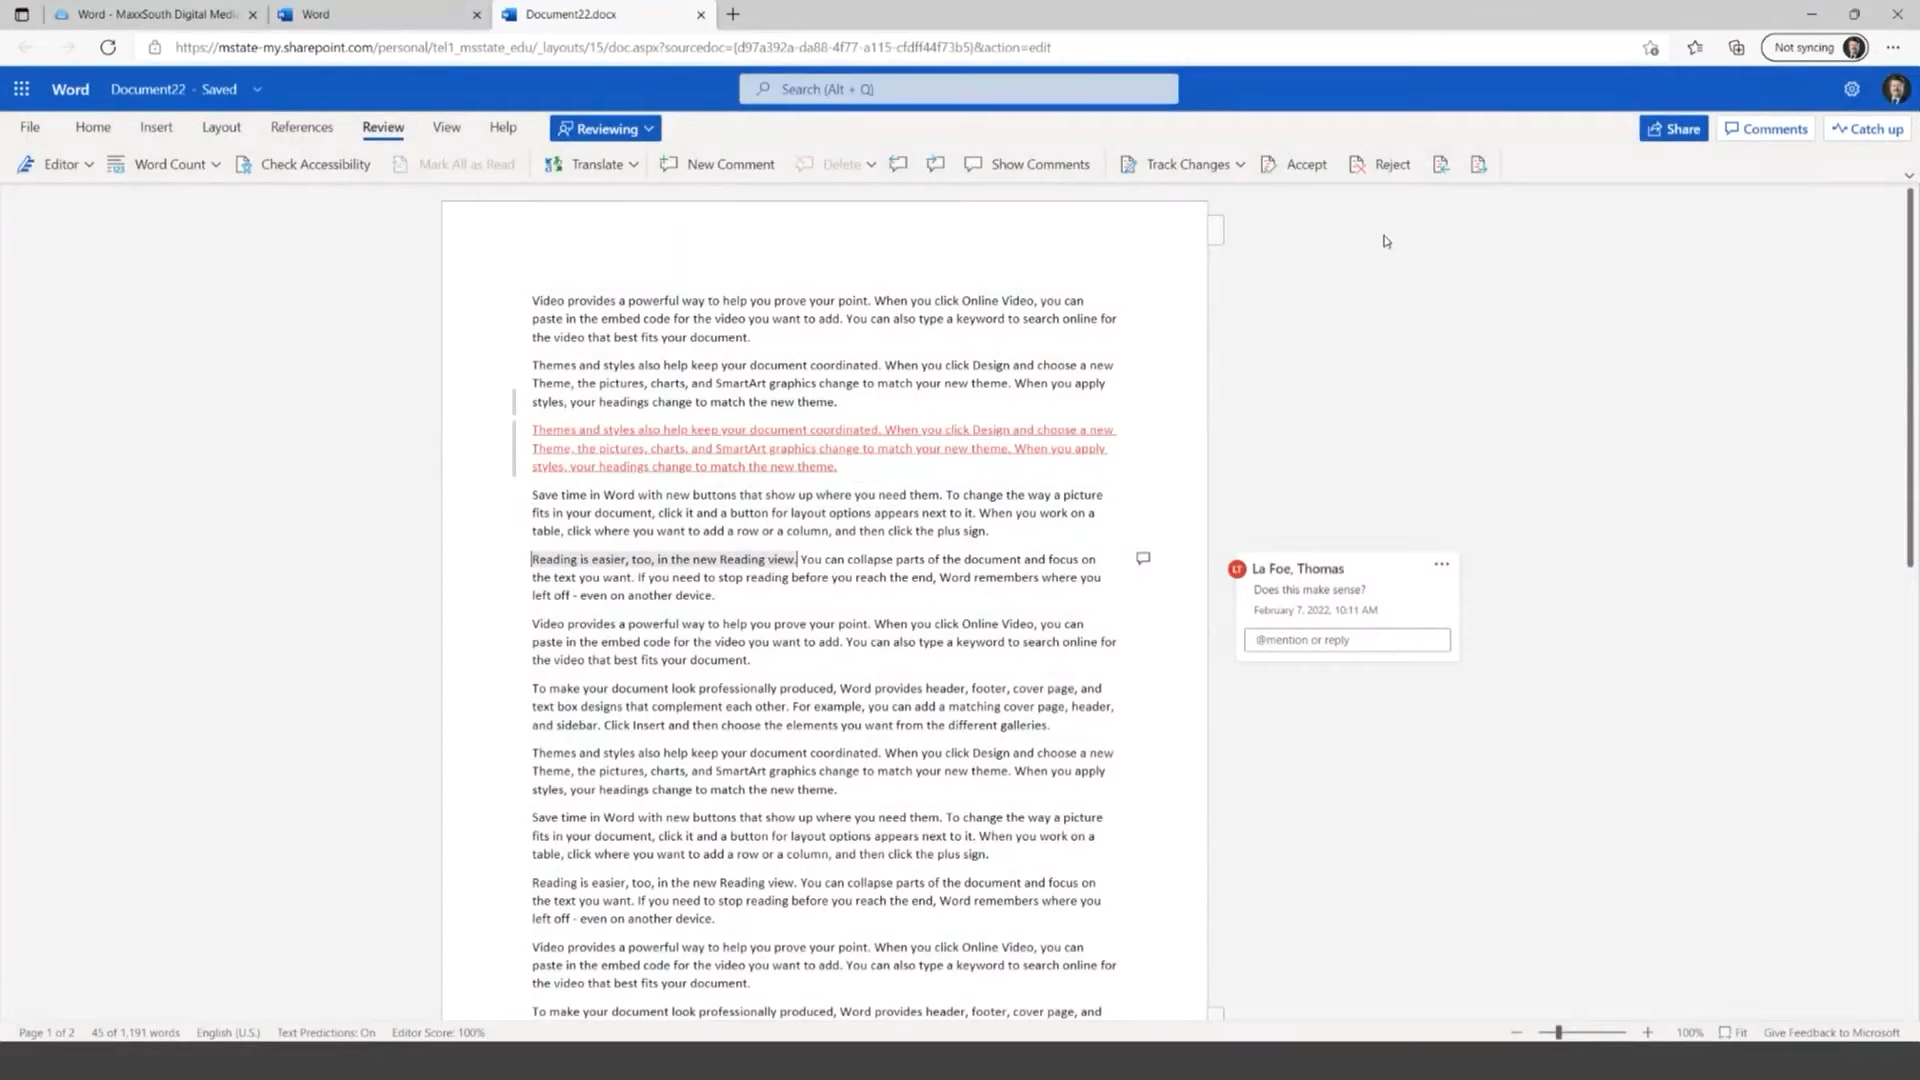 Word - MaxxSouth Digital Medi
Word
Document22.docx
https://mstate-my.sharepoint.com/personal/tel1_msstate_edu/_layouts/15/doc.aspx?sourcedoc={d97a392a-da88-4f77-a115-cfdff44f73b5}&action=edit
Not syncing
Word Document22 - Saved
Search (Alt + Q)
File Home Insert Layout References Review View Help Reviewing
Share Comments Catch up
Editor Word Count Check Accessibility Mark All as Read Translate New Comment Delete Show Comments Track Changes Accept Reject
Video provides a powerful way to help you prove your point. When you click Online Video, you can
paste in the embed code for the video you want to add. You can also type a keyword to search online for
the video that best fits your document.
Themes and styles also help keep your document coordinated. When you click Design and choose a new
Theme, the pictures, charts, and SmartArt graphics change to match your new theme. When you apply
styles, your headings change to match the new theme.
Themes and styles also help keep your document coordinated. When you click Design and choose a new
Theme, the pictures, charts, and SmartArt graphics change to match your new theme. When you apply
styles, your headings change to match the new theme.
Save time in Word with new buttons that show up where you need them. To change the way a picture
fits in your document, click it and a button for layout options appears next to it. When you work on a
table, click where you want to add a row or a column, and then click the plus sign.
Reading is easier, too, in the new Reading view. You can collapse parts of the document and focus on
the text you want. If you need to stop reading before you reach the end, Word remembers where you
left off - even on another device.
LT La Foe, Thomas
Does this make sense?
February 7, 2022, 10:11 AM
@mention or reply
Video provides a powerful way to help you prove your point. When you click Online Video, you can
paste in the embed code for the video you want to add. You can also type a keyword to search online for
the video that best fits your document.
To make your document look professionally produced, Word provides header, footer, cover page, and
text box designs that complement each other. For example, you can add a matching cover page, header,
and sidebar. Click Insert and then choose the elements you want from the different galleries.
Themes and styles also help keep your document coordinated. When you click Design and choose a new
Theme, the pictures, charts, and SmartArt graphics change to match your new theme. When you apply
styles, your headings change to match the new theme.
Save time in Word with new buttons that show up where you need them. To change the way a picture
fits in your document, click it and a button for layout options appears next to it. When you work on a
table, click where you want to add a row or a column, and then click the plus sign.
Reading is easier, too, in the new Reading view. You can collapse parts of the document and focus on
the text you want. If you need to stop reading before you reach the end, Word remembers where you
left off - even on another device.
Video provides a powerful way to help you prove your point. When you click Online Video, you can
paste in the embed code for the video you want to add. You can also type a keyword to search online for
the video that best fits your document.
To make your document look professionally produced, Word provides header, footer, cover page, and
Page 1 of 2 45 of 1,191 words English (U.S.) Text Predictions: On Editor Score: 100%
100% Fit Give Feedback to Microsoft